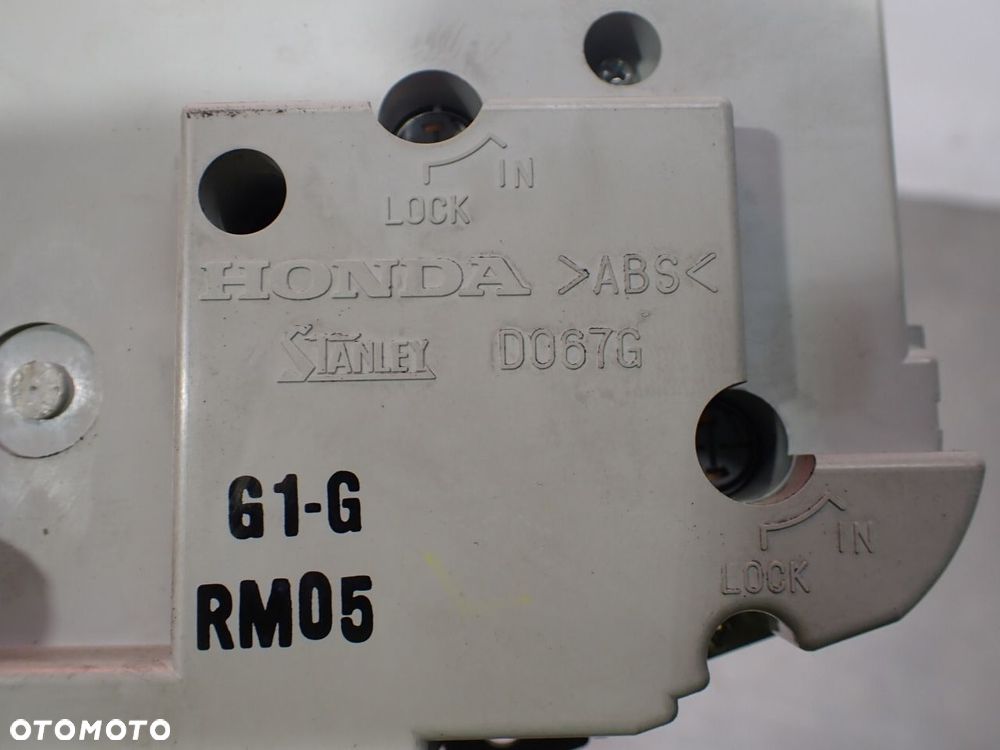 IN
LOCK
HONDA >ABS<
STANLEY D067G
G1-G
RM05
IN
LOCK
OTOMOTO